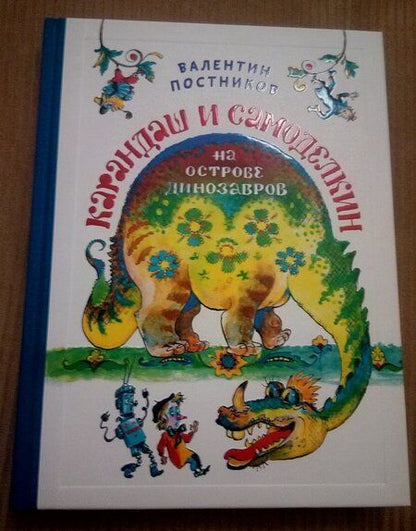 ВАЛЕНТИН
ПОСТНИКОВ
КАРАНДАШ И САМОДЕЛКИН
НА
ОСТРОВЕ
ДИНОЗАВРОВ